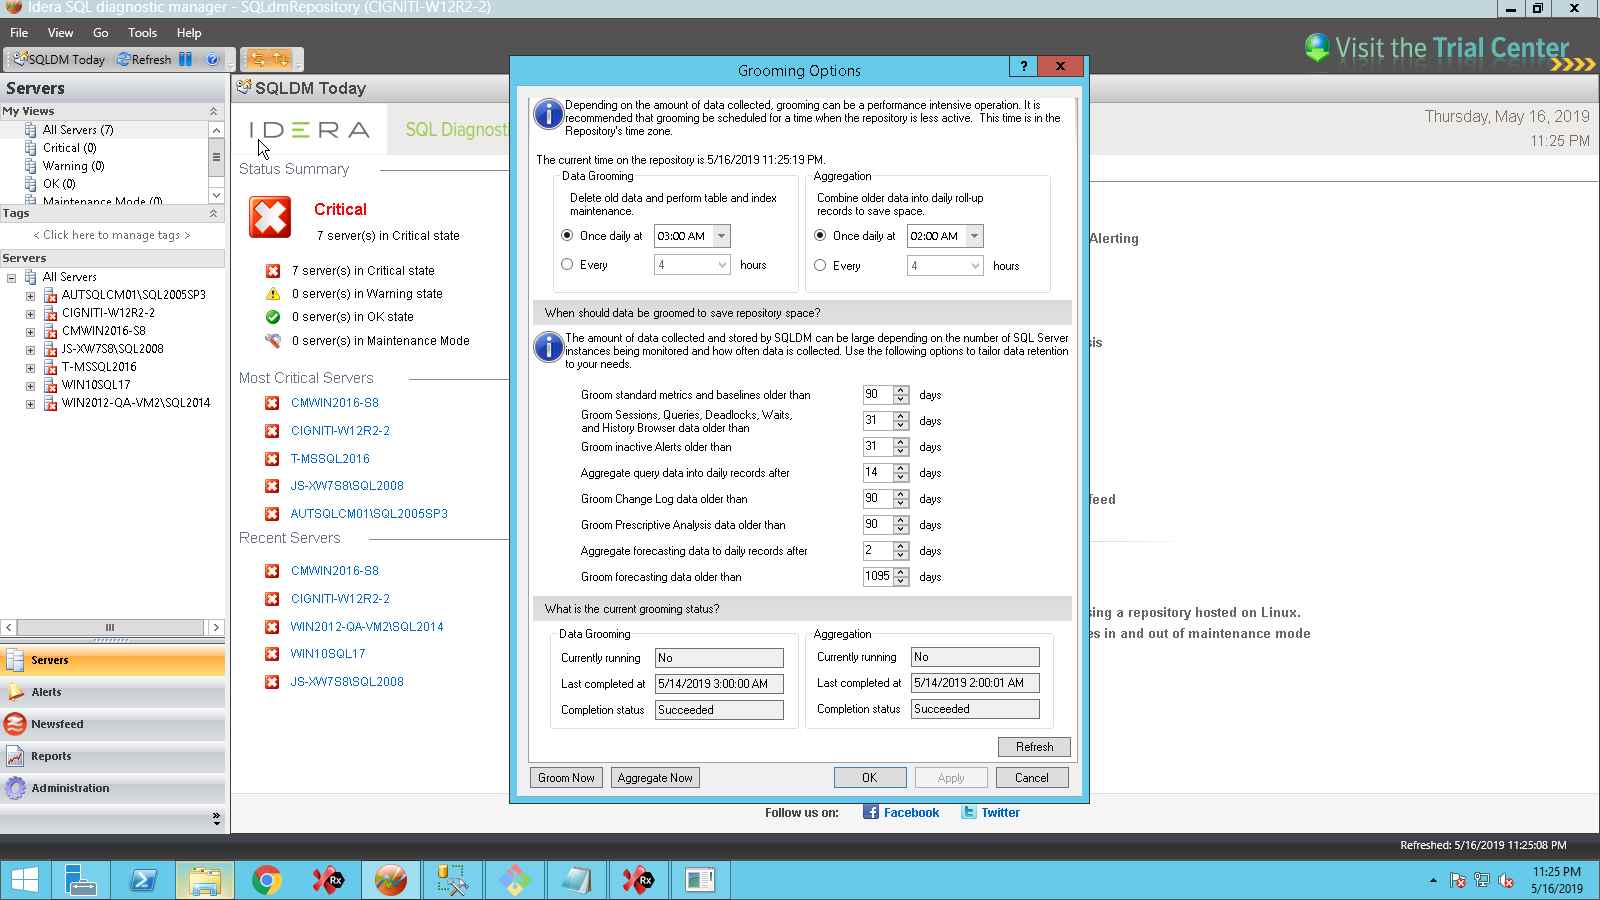 Idera SQL diagnostic manager - SQLdmRepository (CIGNITI-W12R2-2)
File View Go Tools Help
SQLDM Today Refresh
Visit the Trial Center
Servers
My Views
All Servers (7)
Critical (0)
Warning (0)
OK (0)
Maintenance Mode (0)
Tags
< Click here to manage tags >
Servers
All Servers
AUTSQLCM01\SQL2005SP3
CIGNITI-W12R2-2
CMWIN2016-S8
JS-XW7S8\SQL2008
T-MSSQL2016
WIN10SQL17
WIN2012-QA-VM2\SQL2014
Servers
Alerts
Newsfeed
Reports
Administration
SQLDM Today
IDERA
SQL Diagnost
Thursday, May 16, 2019
11:25 PM
Status Summary
Critical
7 server(s) in Critical state
7 server(s) in Critical state
0 server(s) in Warning state
0 server(s) in OK state
0 server(s) in Maintenance Mode
Most Critical Servers
CMWIN2016-S8
CIGNITI-W12R2-2
T-MSSQL2016
JS-XW7S8\SQL2008
AUTSQLCM01\SQL2005SP3
Recent Servers
CMWIN2016-S8
CIGNITI-W12R2-2
WIN2012-QA-VM2\SQL2014
WIN10SQL17
JS-XW7S8\SQL2008
Grooming Options
?
Depending on the amount of data collected, grooming can be a performance intensive operation. It is
recommended that grooming be scheduled for a time when the repository is less active. This time is in the
Repository's time zone.
The current time on the repository is 5/16/2019 11:25:19 PM.
Data Grooming
Delete old data and perform table and index
maintenance.
Once daily at 03:00 AM
Every 4 hours
Aggregation
Combine older data into daily roll-up
records to save space.
Once daily at 02:00 AM
Every 4 hours
When should data be groomed to save repository space?
The amount of data collected and stored by SQLDM can be large depending on the number of SQL Server
instances being monitored and how often data is collected. Use the following options to tailor data retention
to your needs.
Groom standard metrics and baselines older than 90 days
Groom Sessions, Queries, Deadlocks, Waits,
and History Browser data older than 31 days
Groom inactive Alerts older than 31 days
Aggregate query data into daily records after 14 days
Groom Change Log data older than 90 days
Groom Prescriptive Analysis data older than 90 days
Aggregate forecasting data to daily records after 2 days
Groom forecasting data older than 1095 days
What is the current grooming status?
Data Grooming
Currently running No
Last completed at 5/14/2019 3:00:00 AM
Completion status Succeeded
Aggregation
Currently running No
Last completed at 5/14/2019 2:00:01 AM
Completion status Succeeded
Refresh
Groom Now Aggregate Now OK Apply Cancel
Alerting
sis
feed
sing a repository hosted on Linux.
es in and out of maintenance mode
Follow us on: Facebook Twitter
Refreshed: 5/16/2019 11:25:08 PM
Rx
Rx
11:25 PM
5/16/2019